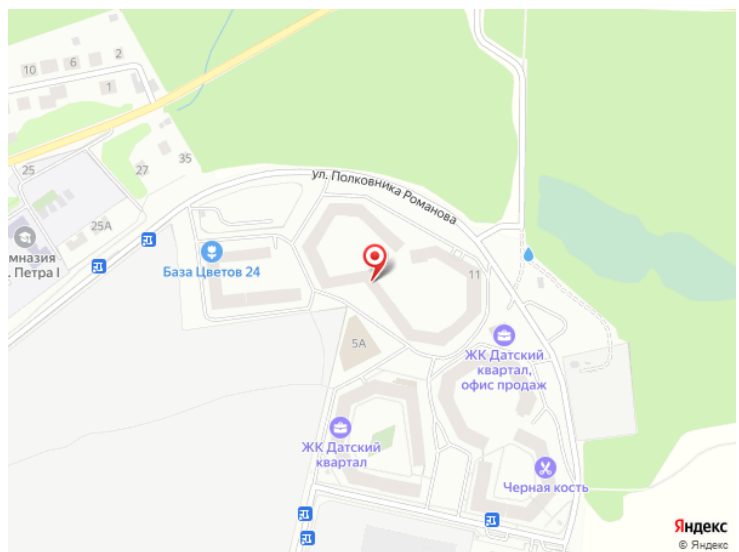 2
6
10
1
ул. Полковника Романова
35
25
27
25А
мназия
. Петра I
База Цветов 24
11
5А
ЖК Датский
квартал,
офис продаж
ЖК Датский
квартал
Черная кость
Яндекс
© Яндекс